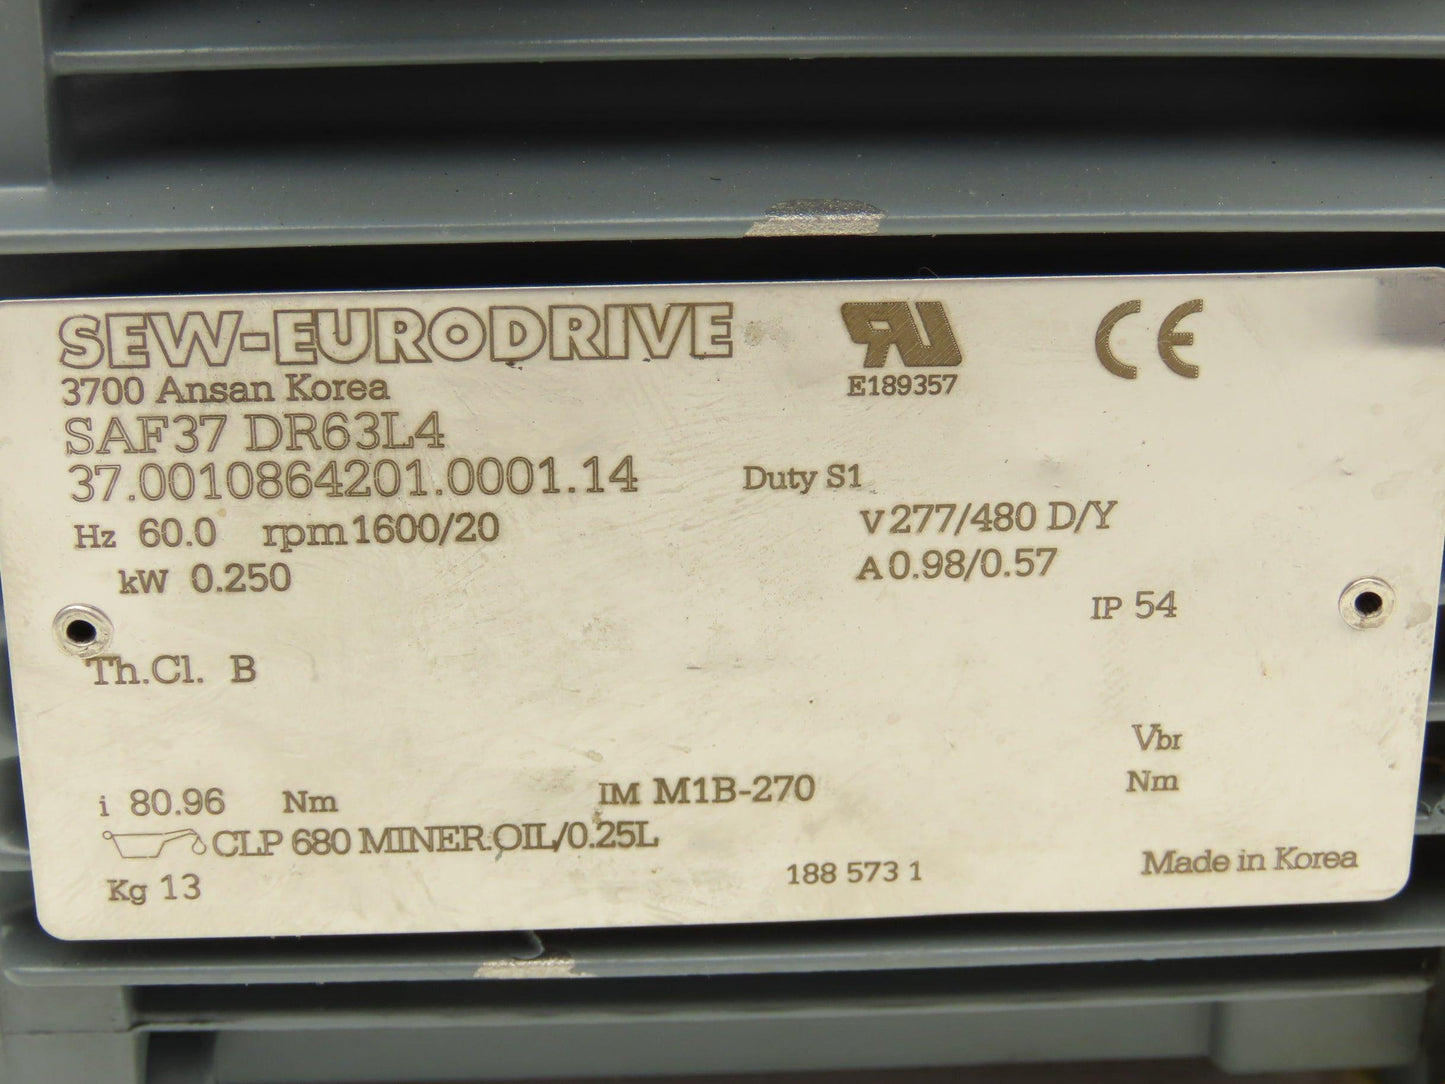 SEW-EURODRIVE
3700 Ansan Korea
SAF37 DR63L4
37.0010864201.0001.14
Hz 60.0 rpm 1600/20
kW 0.250
Th.Cl. B
i 80.96 Nm
IM M1B-270
CLP 680 MINER.OIL/0.25L
Kg 13
RU
E189357
CE
Duty S1
V 277/480 D/Y
A 0.98/0.57
IP 54
Vbr
Nm
188 573 1
Made in Korea